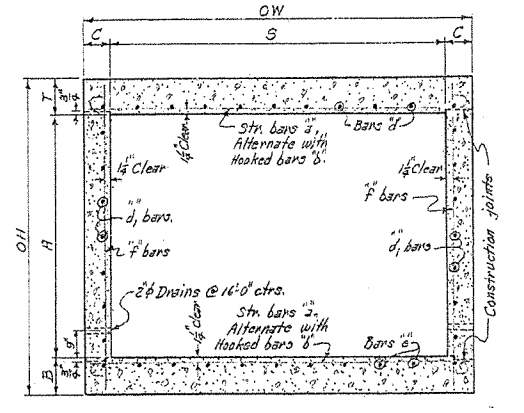 OW
C
S
C
T
3/4"
Str. bars "a",
Alternate with
Hooked bars "b".
Bars "d"
1 1/4" Clear
1 1/4" Clear
1 1/4" Clear
"f" bars
"d, bars.
"f" bars
"d, bars
OH
A
Construction joints
2"ϕ Drains @ 16'-0" ctrs.
Str. bars "a",
Alternate with
Hooked bars "b"
1 1/4" Clear
Bars "e"
9"
B
3/4"